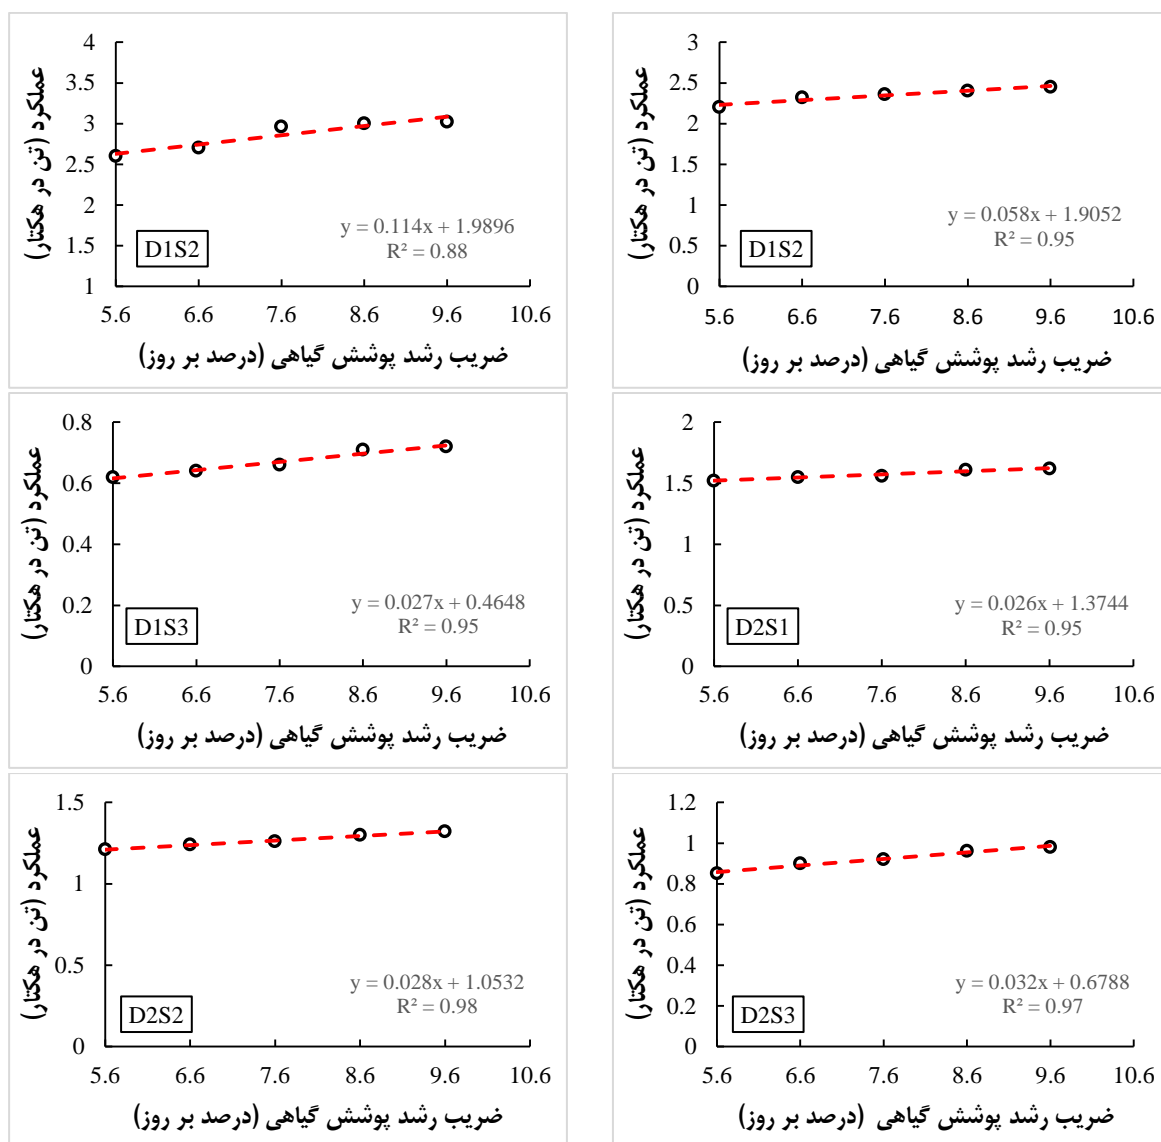 عملکرد (تن در هکتار)
4
3.5
3
2.5
2
1.5
1
y = 0.114x + 1.9896
R² = 0.88
D1S2
5.6 6.6 7.6 8.6 9.6 10.6
ضریب رشد پوشش گیاهی (درصد بر روز)
عملکرد (تن در هکتار)
3
2.5
2
1.5
1
0.5
0
y = 0.058x + 1.9052
R² = 0.95
D1S2
5.6 6.6 7.6 8.6 9.6 10.6
ضریب رشد پوشش گیاهی (درصد بر روز)
عملکرد (تن در هکتار)
0.8
0.6
0.4
0.2
0
y = 0.027x + 0.4648
R² = 0.95
D1S3
5.6 6.6 7.6 8.6 9.6 10.6
ضریب رشد پوشش گیاهی (درصد بر روز)
عملکرد (تن در هکتار)
2
1.5
1
0.5
0
y = 0.026x + 1.3744
R² = 0.95
D2S1
5.6 6.6 7.6 8.6 9.6 10.6
ضریب رشد پوشش گیاهی (درصد بر روز)
عملکرد (تن در هکتار)
1.5
1
0.5
0
y = 0.028x + 1.0532
R² = 0.98
D2S2
5.6 6.6 7.6 8.6 9.6 10.6
ضریب رشد پوشش گیاهی (درصد بر روز)
عملکرد (تن در هکتار)
1.2
1
0.8
0.6
0.4
0.2
0
y = 0.032x + 0.6788
R² = 0.97
D2S3
5.6 6.6 7.6 8.6 9.6 10.6
ضریب رشد پوشش گیاهی (درصد بر روز)